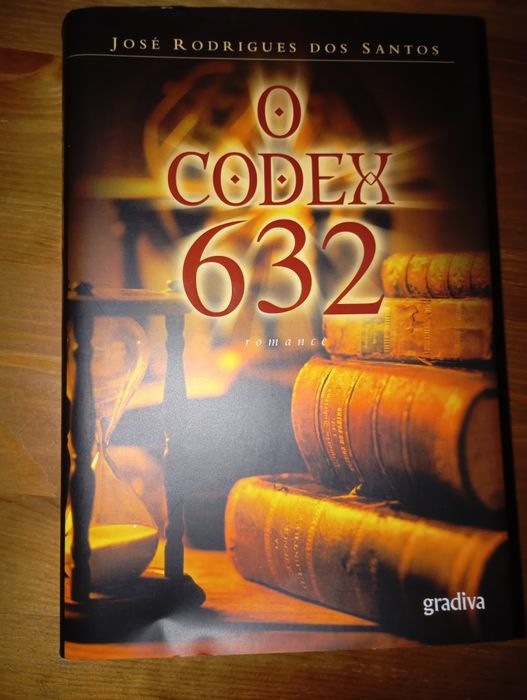 JOSÉ RODRIGUES DOS SANTOS
O
CODEX
632
romance
gradiva